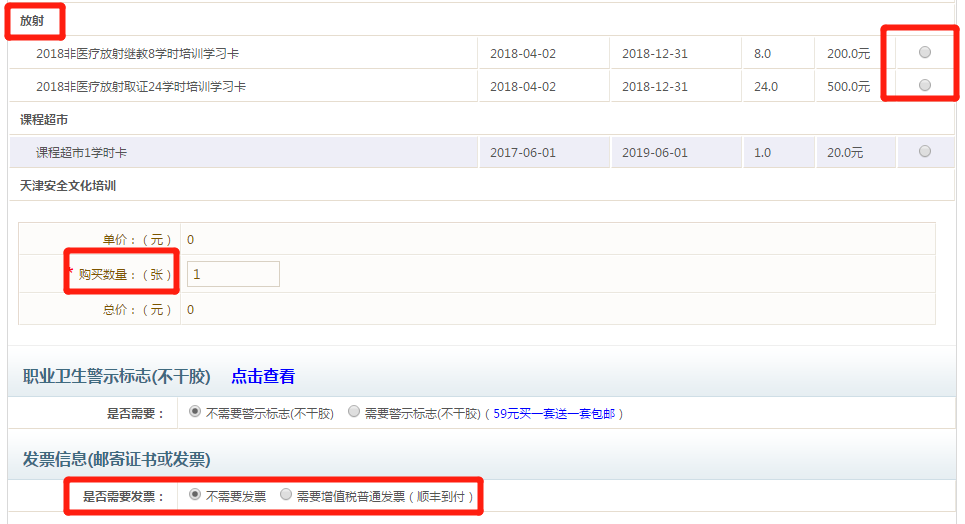 放射
2018非医疗放射继教8学时培训学习卡 2018-04-02 2018-12-31 8.0 200.0元
2018非医疗放射取证24学时培训学习卡 2018-04-02 2018-12-31 24.0 500.0元
课程超市
课程超市1学时卡 2017-06-01 2019-06-01 1.0 20.0元
天津安全文化培训
单价：（元） 0
* 购买数量：（张） 1
总价：（元） 0
职业卫生警示标志(不干胶) 点击查看
是否需要： 不需要警示标志(不干胶) 需要警示标志(不干胶)（59元买一套送一套包邮）
发票信息(邮寄证书或发票)
是否需要发票： 不需要发票 需要增值税普通发票（顺丰到付）